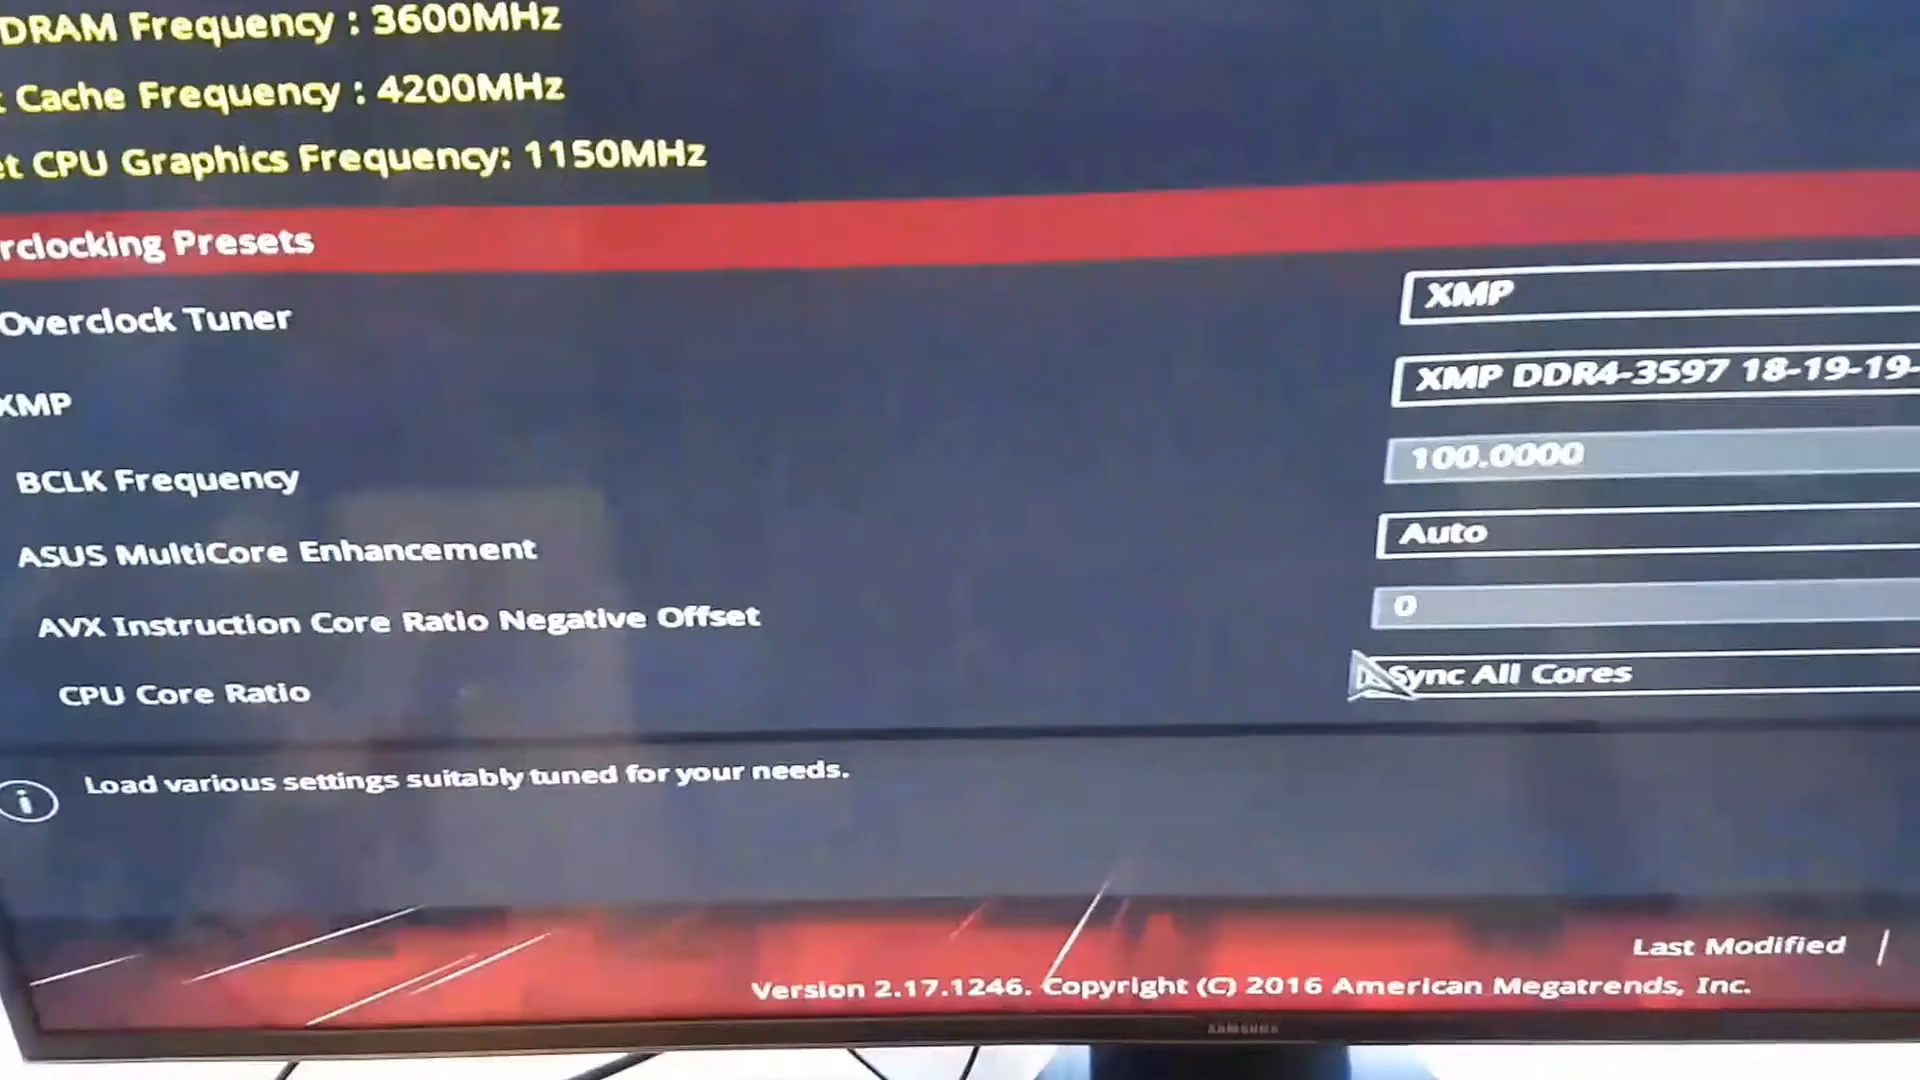 DRAM Frequency : 3600MHz
Cache Frequency : 4200MHz
et CPU Graphics Frequency: 1150MHz
rclocking Presets
Overclock Tuner
XMP
XMP
XMP DDR4-3597 18-19-19-
BCLK Frequency
100.0000
ASUS MultiCore Enhancement
Auto
AVX Instruction Core Ratio Negative Offset
0
CPU Core Ratio
Sync All Cores
Load various settings suitably tuned for your needs.
Last Modified
Version 2.17.1246. Copyright (C) 2016 American Megatrends, Inc.
SAMSUNG